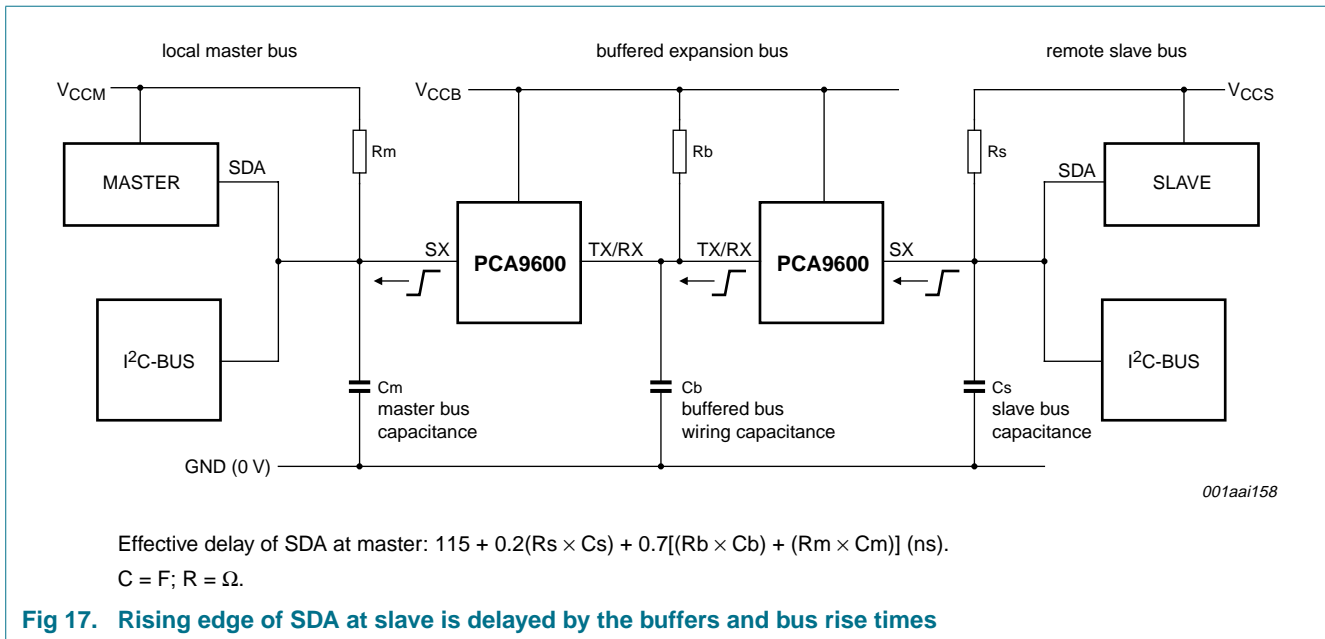 local master bus
buffered expansion bus
remote slave bus
VCCM
VCCB
VCCS
Rm
Rb
Rs
MASTER
SDA
SDA
SLAVE
SX
PCA9600
TX/RX
TX/RX
PCA9600
SX
I²C-BUS
I²C-BUS
Cm
master bus
capacitance
Cb
buffered bus
wiring capacitance
Cs
slave bus
capacitance
GND (0 V)
001aai158
Effective delay of SDA at master: 115 + 0.2(Rs × Cs) + 0.7[(Rb × Cb) + (Rm × Cm)] (ns).
C = F; R = Ω.
Fig 17. Rising edge of SDA at slave is delayed by the buffers and bus rise times